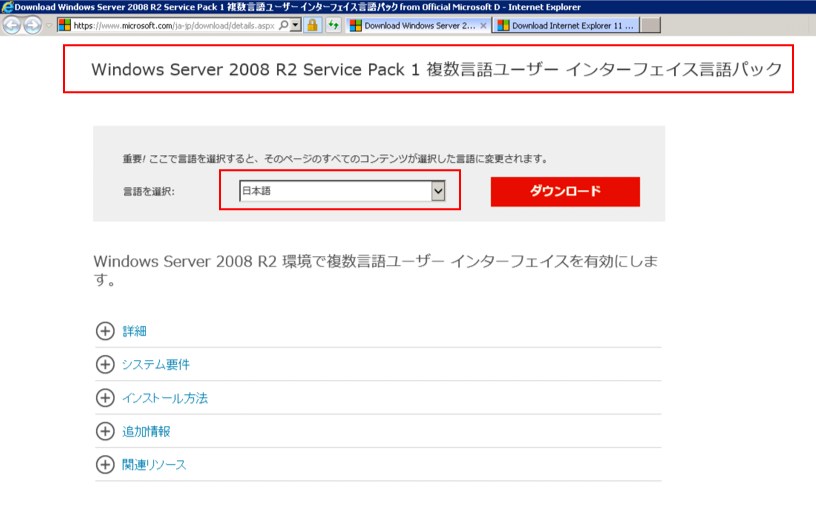 Download Windows Server 2008 R2 Service Pack 1 複数言語ユーザー インターフェイス言語パック from Official Microsoft D - Internet Explorer
https://www.microsoft.com/ja-jp/download/details.aspx
Download Windows Server 2...
Download Internet Explorer 11 ...
Windows Server 2008 R2 Service Pack 1 複数言語ユーザー インターフェイス言語パック
重要! ここで言語を選択すると、そのページのすべてのコンテンツが選択した言語に変更されます。
言語を選択:
日本語
ダウンロード
Windows Server 2008 R2 環境で複数言語ユーザー インターフェイスを有効にしま
す。
詳細
システム要件
インストール方法
追加情報
関連リソース